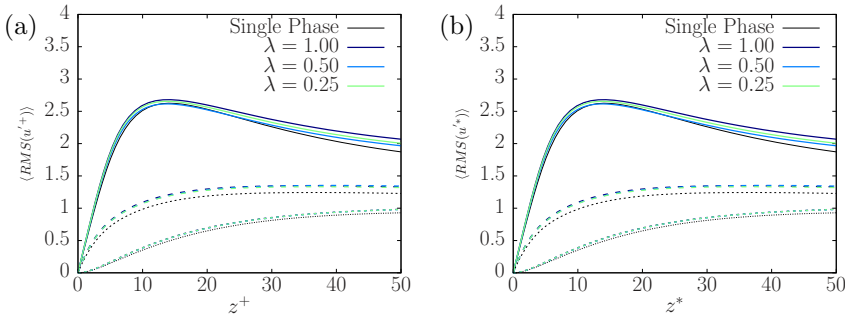 (a)
⟨RMS(u′⁺)⟩
4
3.5
3
2.5
2
1.5
1
0.5
0
Single Phase
λ = 1.00
λ = 0.50
λ = 0.25
0 10 20 30 40 50
z⁺
(b)
⟨RMS(u′*)⟩
4
3.5
3
2.5
2
1.5
1
0.5
0
Single Phase
λ = 1.00
λ = 0.50
λ = 0.25
0 10 20 30 40 50
z*